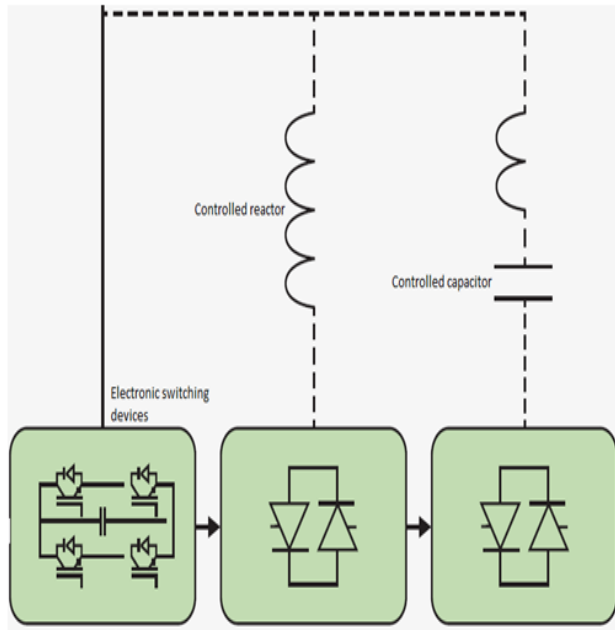 Controlled reactor
Controlled capacitor
Electronic switching
devices